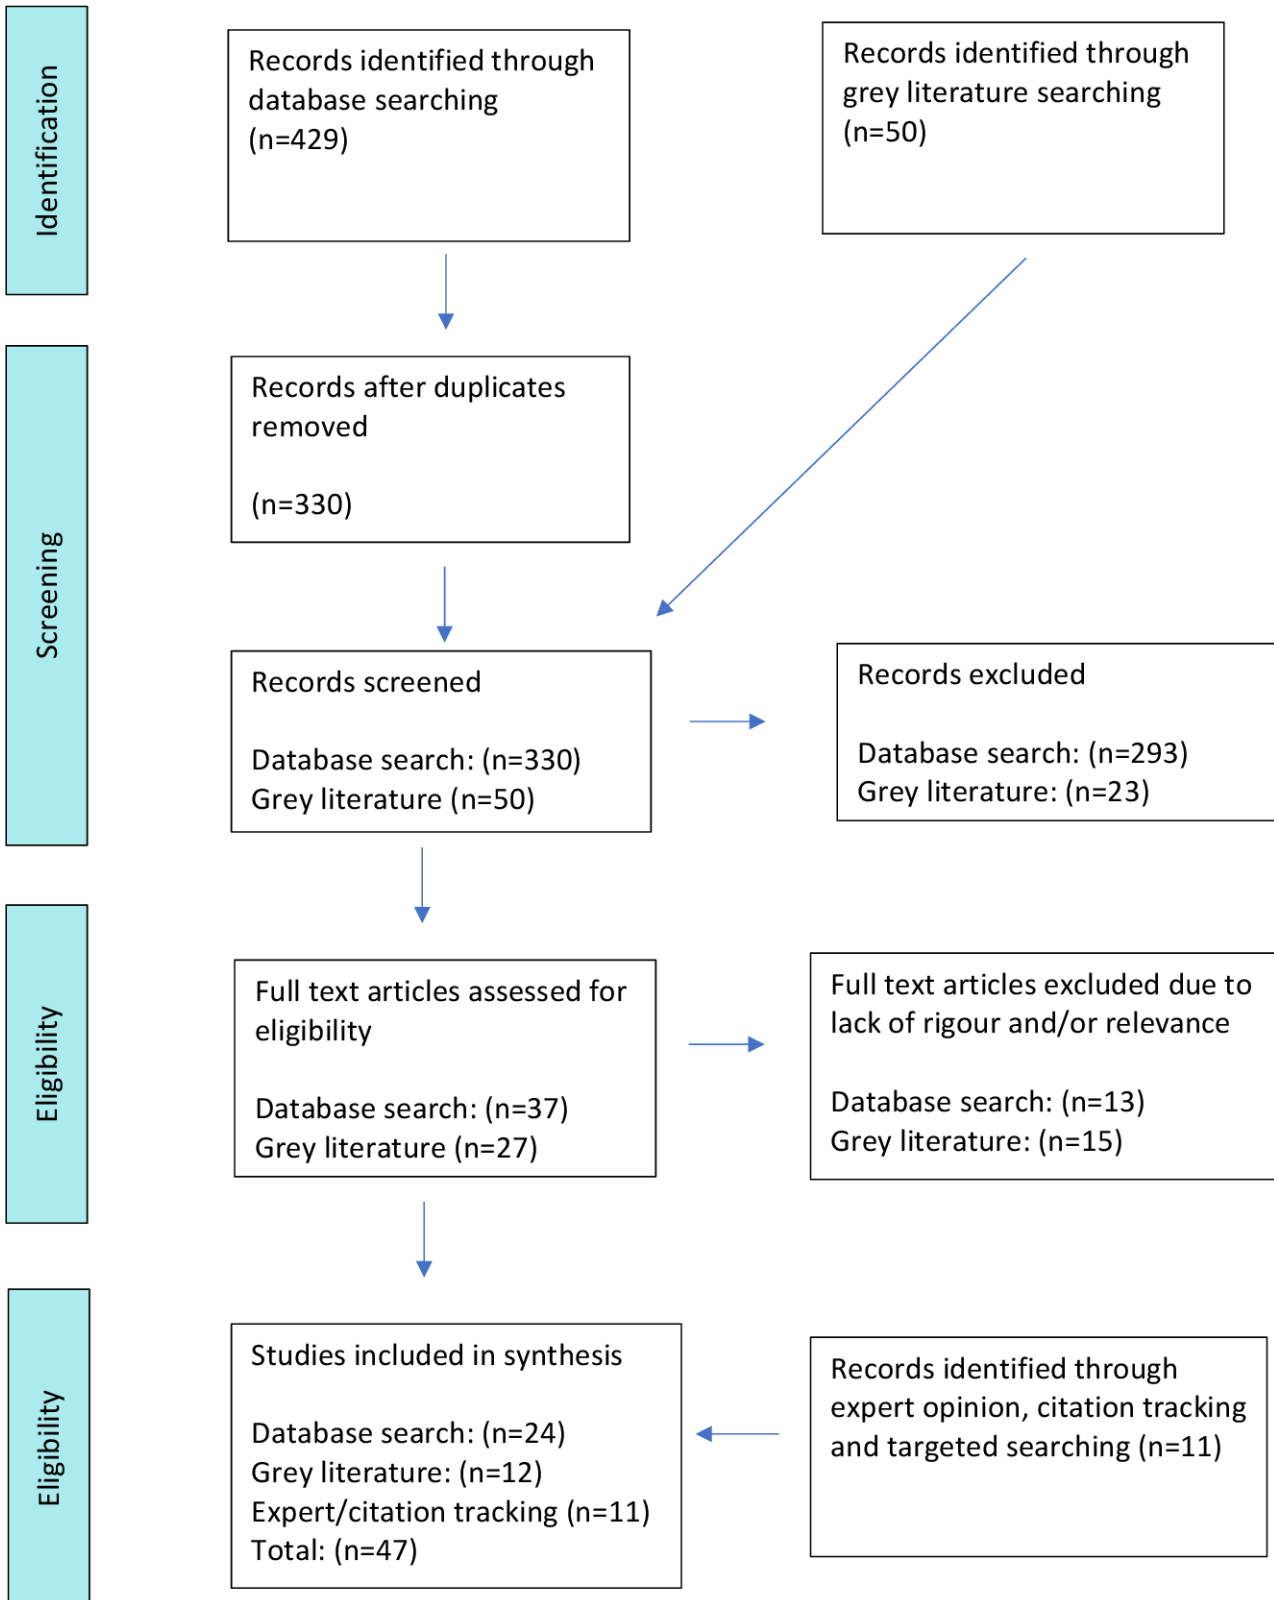 Identification
Records identified through
database searching
(n=429)
Records identified through
grey literature searching
(n=50)
Screening
Records after duplicates
removed
(n=330)
Records screened
Database search: (n=330)
Grey literature (n=50)
Records excluded
Database search: (n=293)
Grey literature: (n=23)
Eligibility
Full text articles assessed for
eligibility
Database search: (n=37)
Grey literature (n=27)
Full text articles excluded due to
lack of rigour and/or relevance
Database search: (n=13)
Grey literature: (n=15)
Eligibility
Studies included in synthesis
Database search: (n=24)
Grey literature: (n=12)
Expert/citation tracking (n=11)
Total: (n=47)
Records identified through
expert opinion, citation tracking
and targeted searching (n=11)